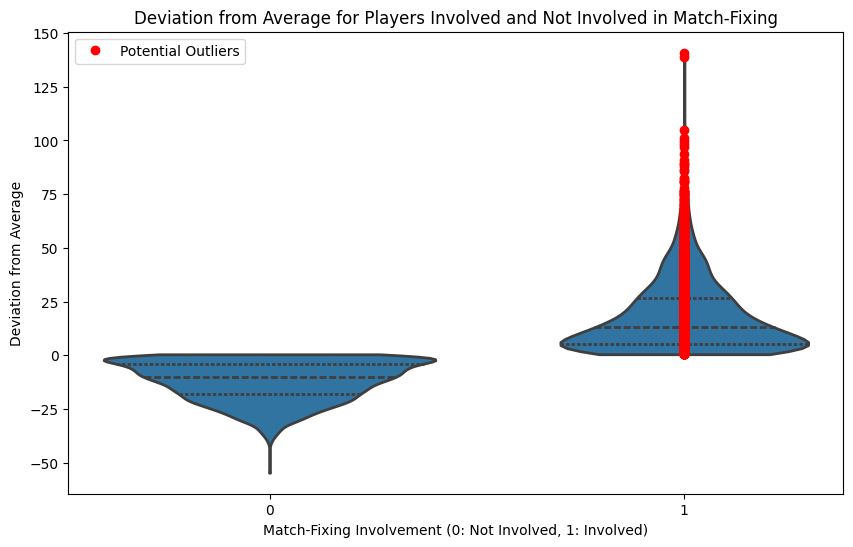 Deviation from Average for Players Involved and Not Involved in Match-Fixing
Potential Outliers
150
125
100
75
50
25
0
−25
−50
Deviation from Average
0 1
Match-Fixing Involvement (0: Not Involved, 1: Involved)